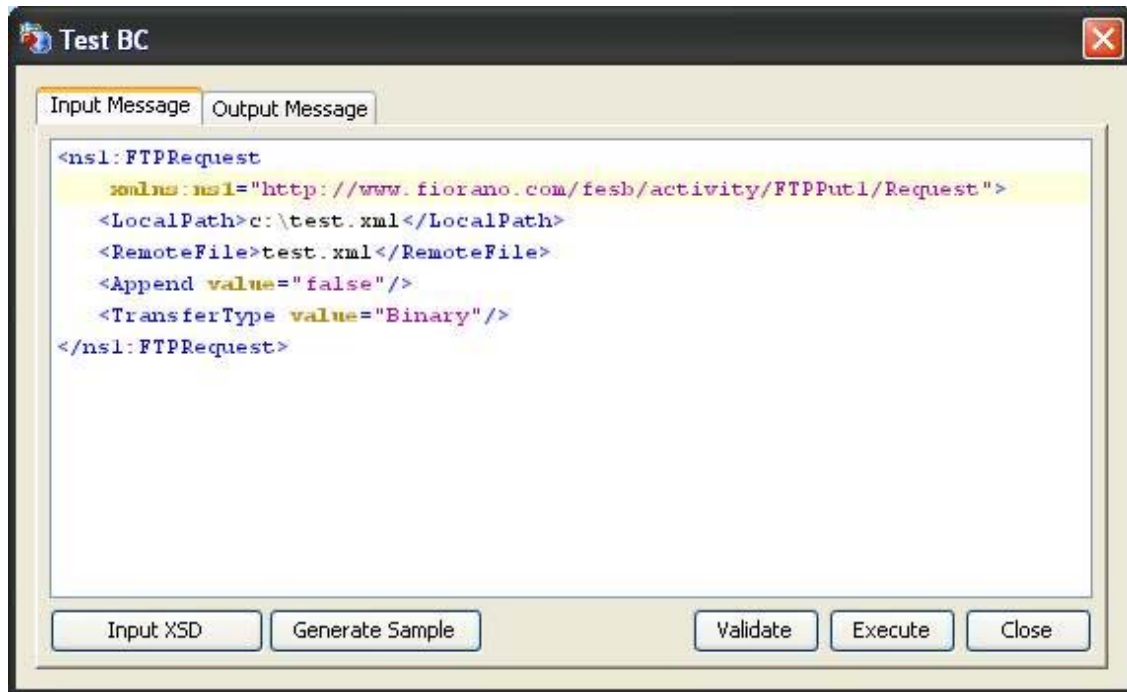 Test BC
Input Message Output Message
<ns1:FTPRequest
xmlns:ns1="http://www.fiorano.com/fesb/activity/FTPPut1/Request">
<LocalPath>c:\test.xml</LocalPath>
<RemoteFile>test.xml</RemoteFile>
<Append value="false"/>
<TransferType value="Binary"/>
</ns1:FTPRequest>
Input XSD Generate Sample Validate Execute Close